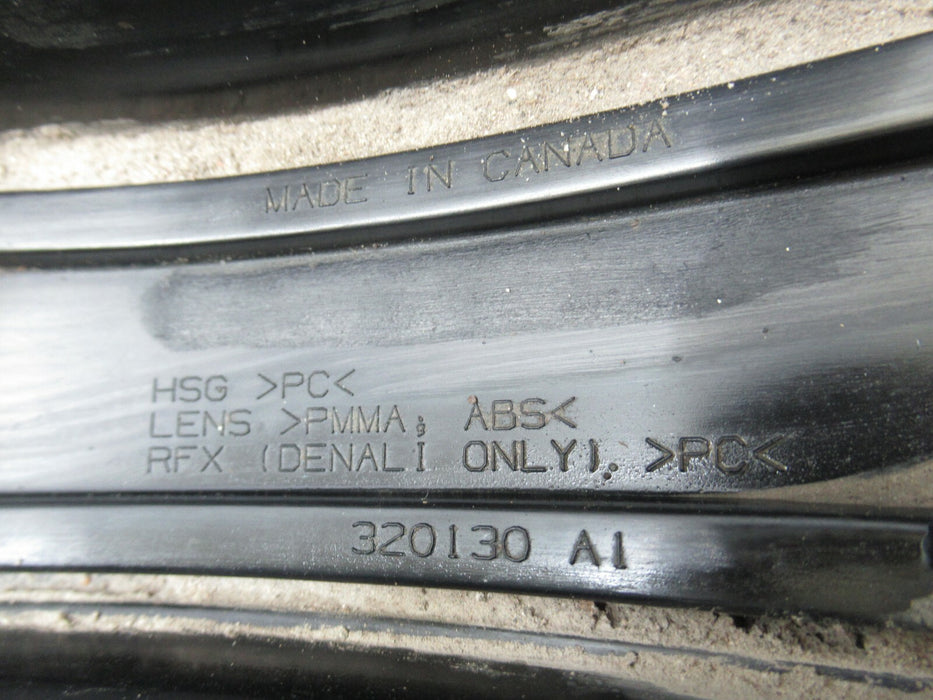 MADE IN CANADA
HSG >PC<
LENS >PMMA; ABS<
RFX (DENALI ONLY). >PC<
320130 A1